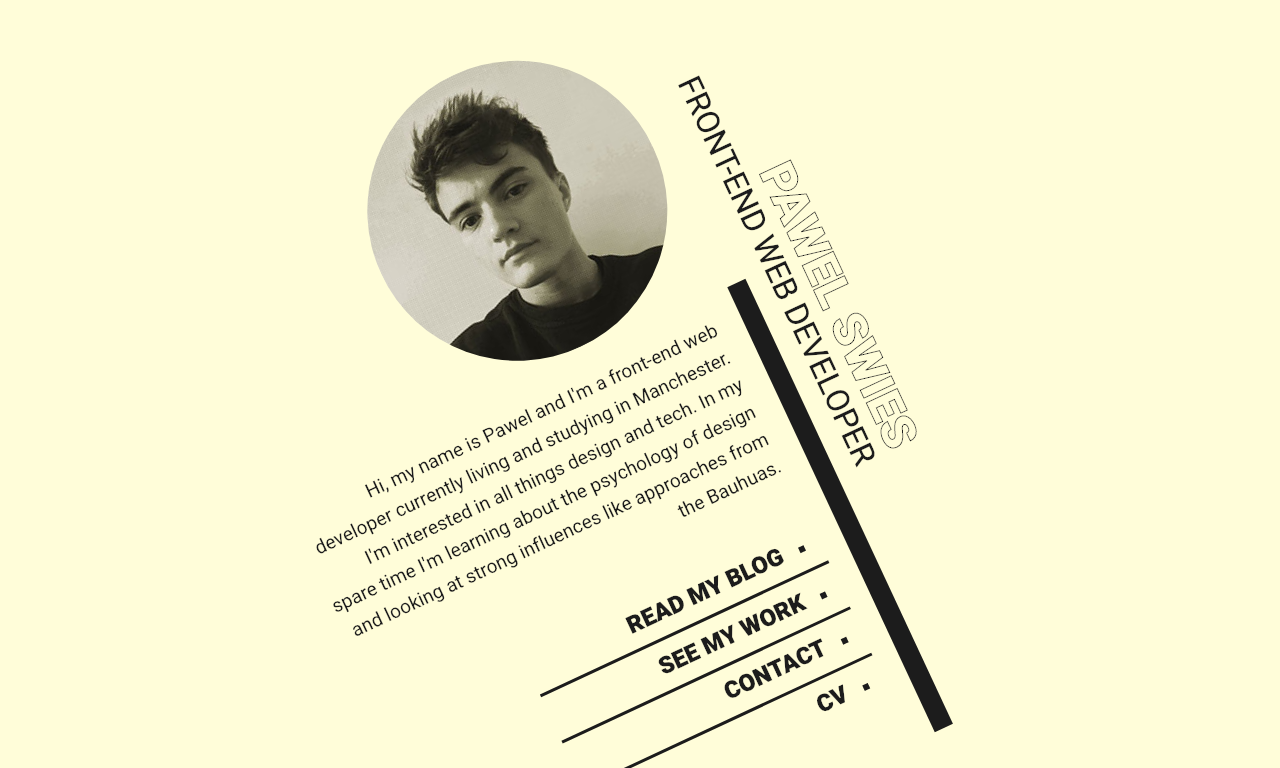 FRONT-END WEB DEVELOPER
PAWEL SWIES
Hi, my name is Pawel and I'm a front-end web
developer currently living and studying in Manchester.
I'm interested in all things design and tech. In my
spare time I'm learning about the psychology of design
and looking at strong influences like approaches from
the Bauhuas.
READ MY BLOG
SEE MY WORK
CONTACT
CV